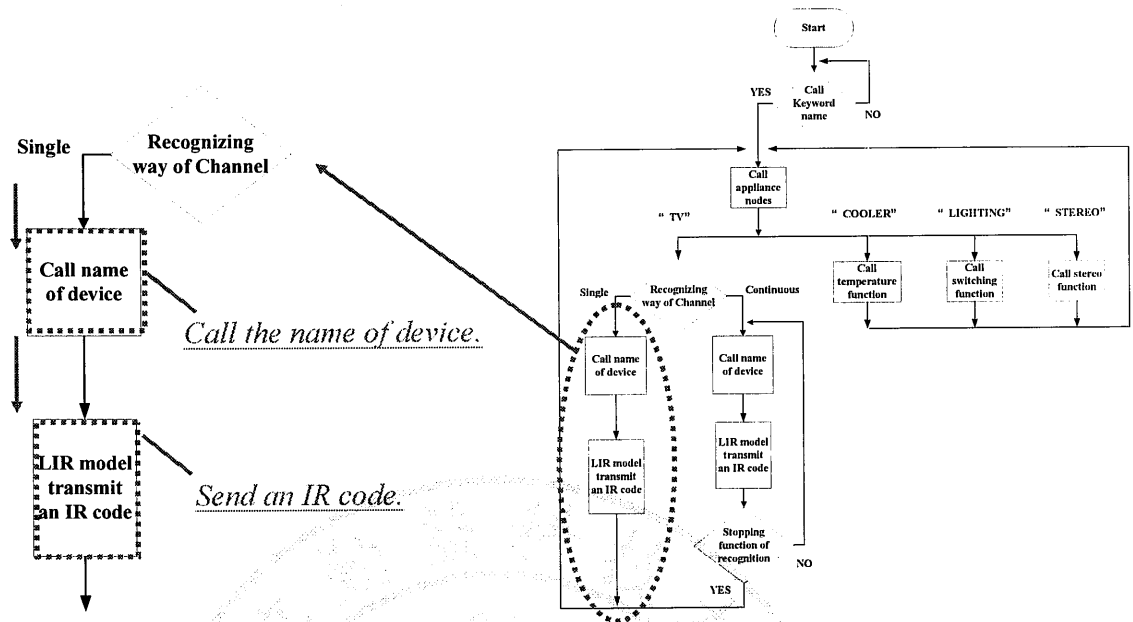 Single
Recognizing
way of Channel
Call name
of device
Call the name of device.
LIR model
transmit
an IR code
Send an IR code.
Start
YES
Call
Keyword
name
NO
Call
appliance
nodes
“ TV”
“ COOLER”
“ LIGHTING”
“ STEREO”
Call
temperature
function
Call
switching
function
Call stereo
function
Single
Recognizing
way of Channel
Continuous
Call name
of device
Call name
of device
LIR model
transmit
an IR code
LIR model
transmit
an IR code
Stopping
function of
recognition
NO
YES